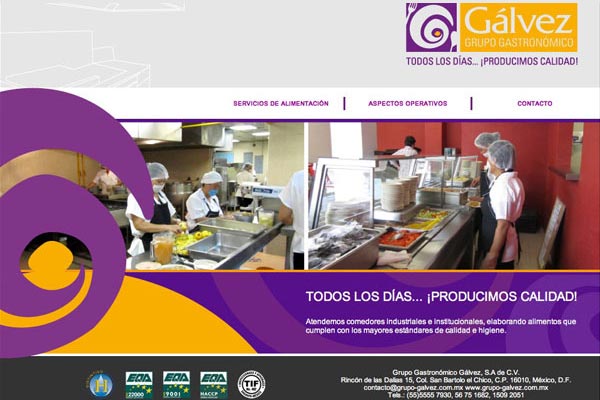 Gálvez
GRUPO GASTRONÓMICO
TODOS LOS DÍAS... ¡PRODUCIMOS CALIDAD!
SERVICIOS DE ALIMENTACIÓN
ASPECTOS OPERATIVOS
CONTACTO
TODOS LOS DÍAS... ¡PRODUCIMOS CALIDAD!
Atendemos comedores industriales e institucionales, elaborando alimentos que
cumplen con los mayores estándares de calidad e higiene.
Grupo Gastronómico Gálvez, S.A de C.V.
Rincón de las Dalias 15, Col. San Bartolo el Chico, C.P. 16010, México, D.F.
contacto@grupo-galvez.com.mx www.grupo-galvez.com.mx
Tels.: (55)5555 7930, 56 75 1682, 1509 2051
EQA
22000
EQA
9001
EQA
HACCP
TIF